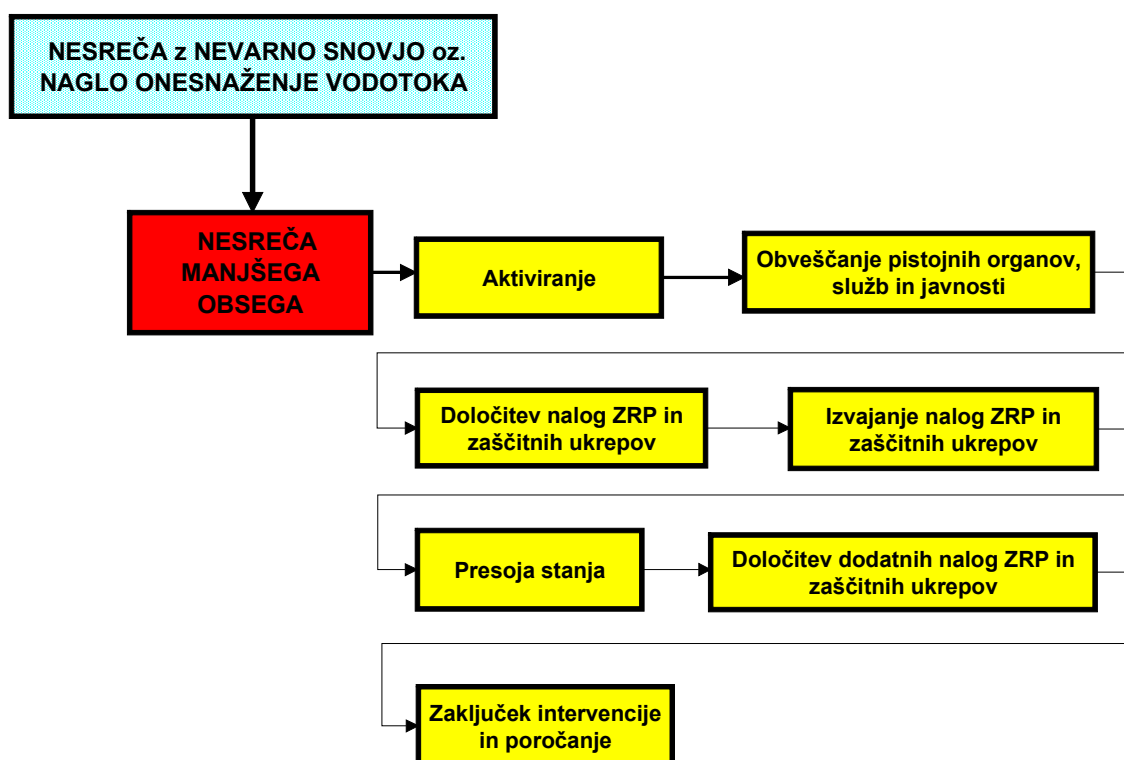 NESREČA z NEVARNO SNOVJO oz.
NAGLO ONESNAŽENJE VODOTOKA
NESREČA
MANJŠEGA
OBSEGA
Aktiviranje
Obveščanje pistojnih organov,
služb in javnosti
Določitev nalog ZRP in
zaščitnih ukrepov
Izvajanje nalog ZRP in
zaščitnih ukrepov
Presoja stanja
Določitev dodatnih nalog ZRP in
zaščitnih ukrepov
Zaključek intervencije
in poročanje